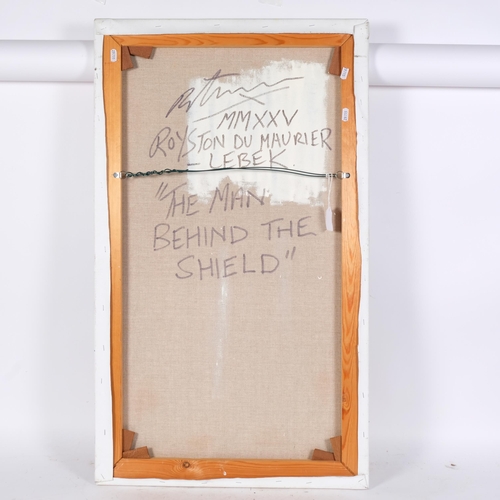 MMXXV
ROYSTON DU MAURIER
- LEBEK.
"THE MAN
BEHIND THE
SHIELD"